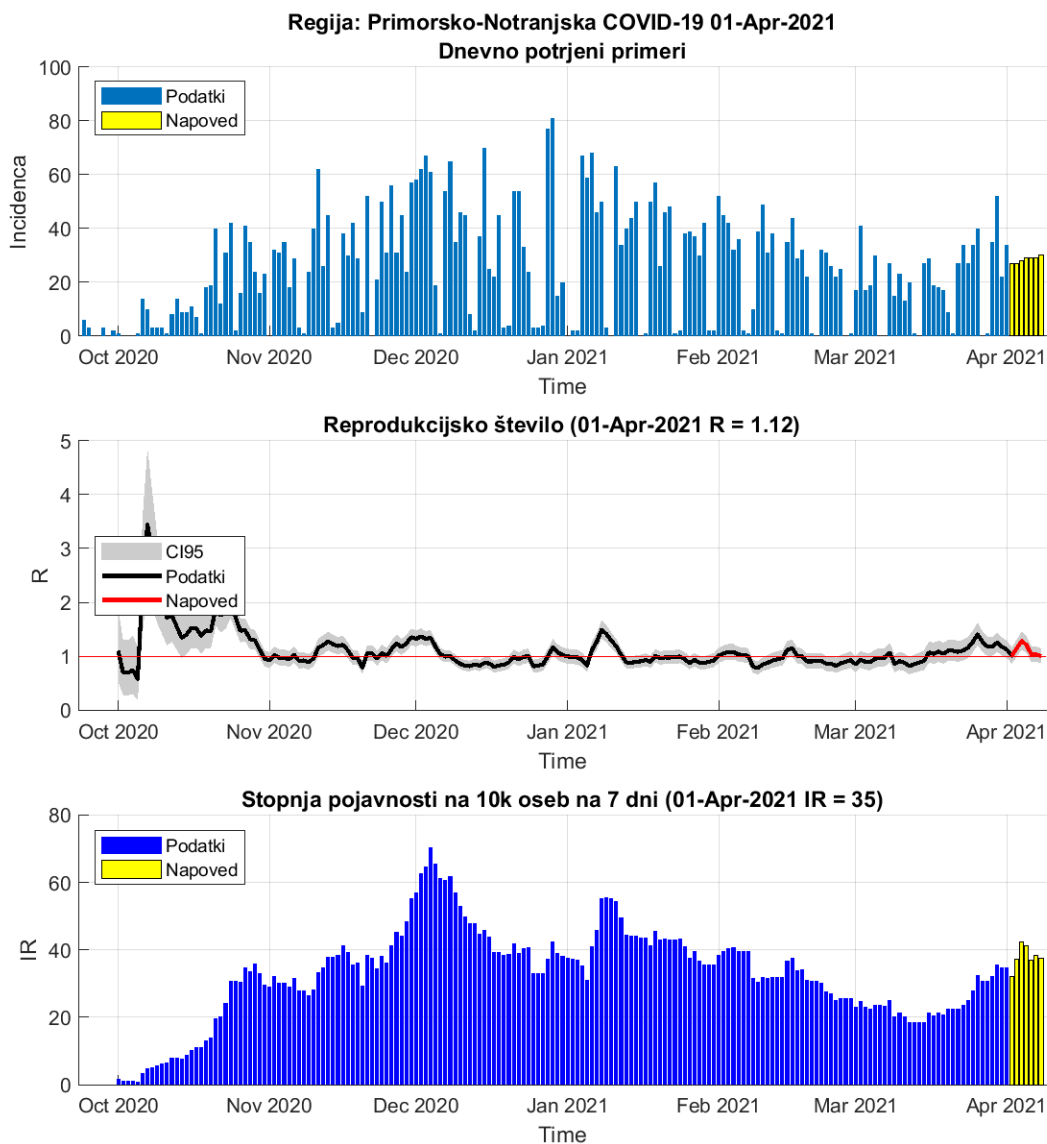 Regija: Primorsko-Notranjska COVID-19 01-Apr-2021
Dnevno potrjeni primeri
100
80
60
40
20
0
Incidenca
Podatki
Napoved
Oct 2020 Nov 2020 Dec 2020 Jan 2021 Feb 2021 Mar 2021 Apr 2021
Time
Reprodukcijsko število (01-Apr-2021 R = 1.12)
5
4
3
2
1
0
R
CI95
Podatki
Napoved
Oct 2020 Nov 2020 Dec 2020 Jan 2021 Feb 2021 Mar 2021 Apr 2021
Time
Stopnja pojavnosti na 10k oseb na 7 dni (01-Apr-2021 IR = 35)
80
60
40
20
0
IR
Podatki
Napoved
Oct 2020 Nov 2020 Dec 2020 Jan 2021 Feb 2021 Mar 2021 Apr 2021
Time